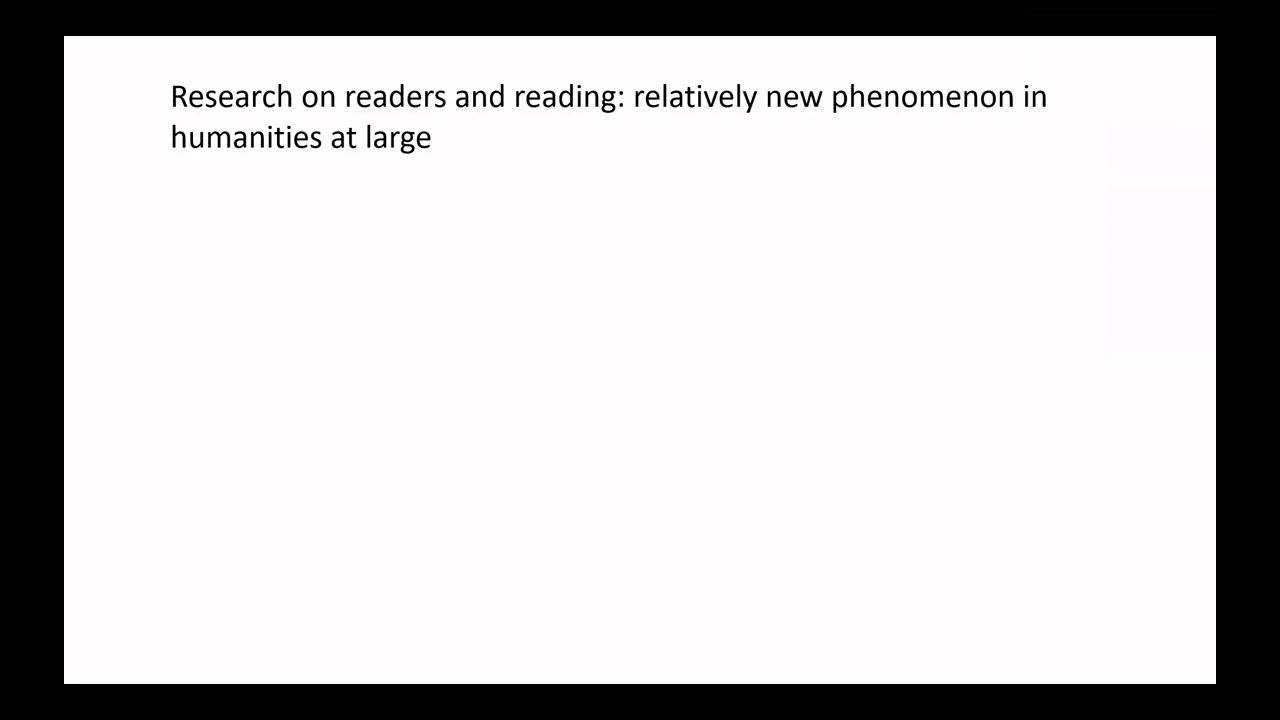 Research on readers and reading: relatively new phenomenon in
humanities at large